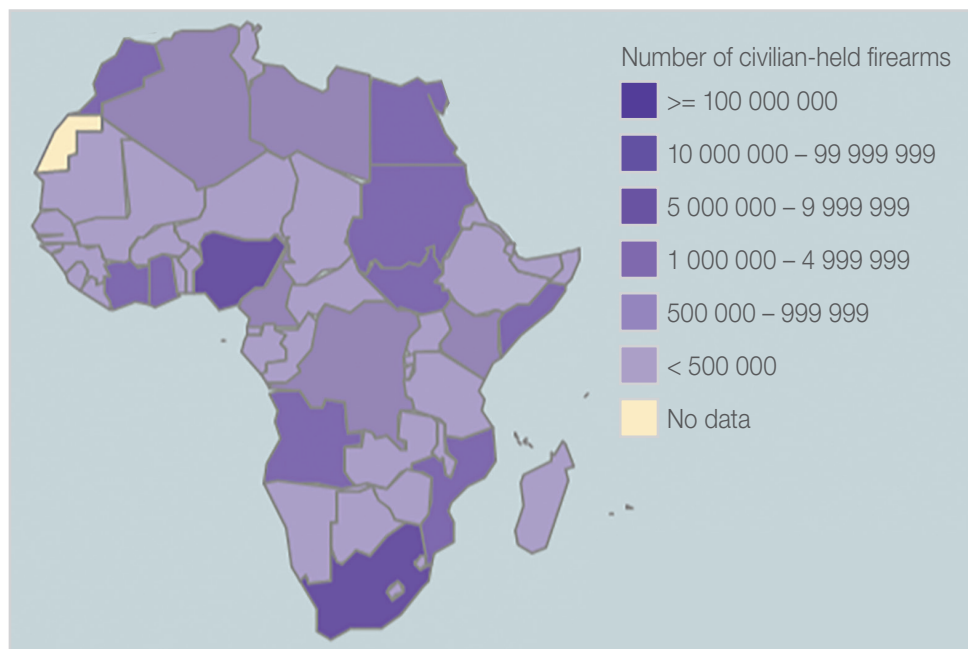 Number of civilian-held firearms
>= 100 000 000
10 000 000 – 99 999 999
5 000 000 – 9 999 999
1 000 000 – 4 999 999
500 000 – 999 999
< 500 000
No data